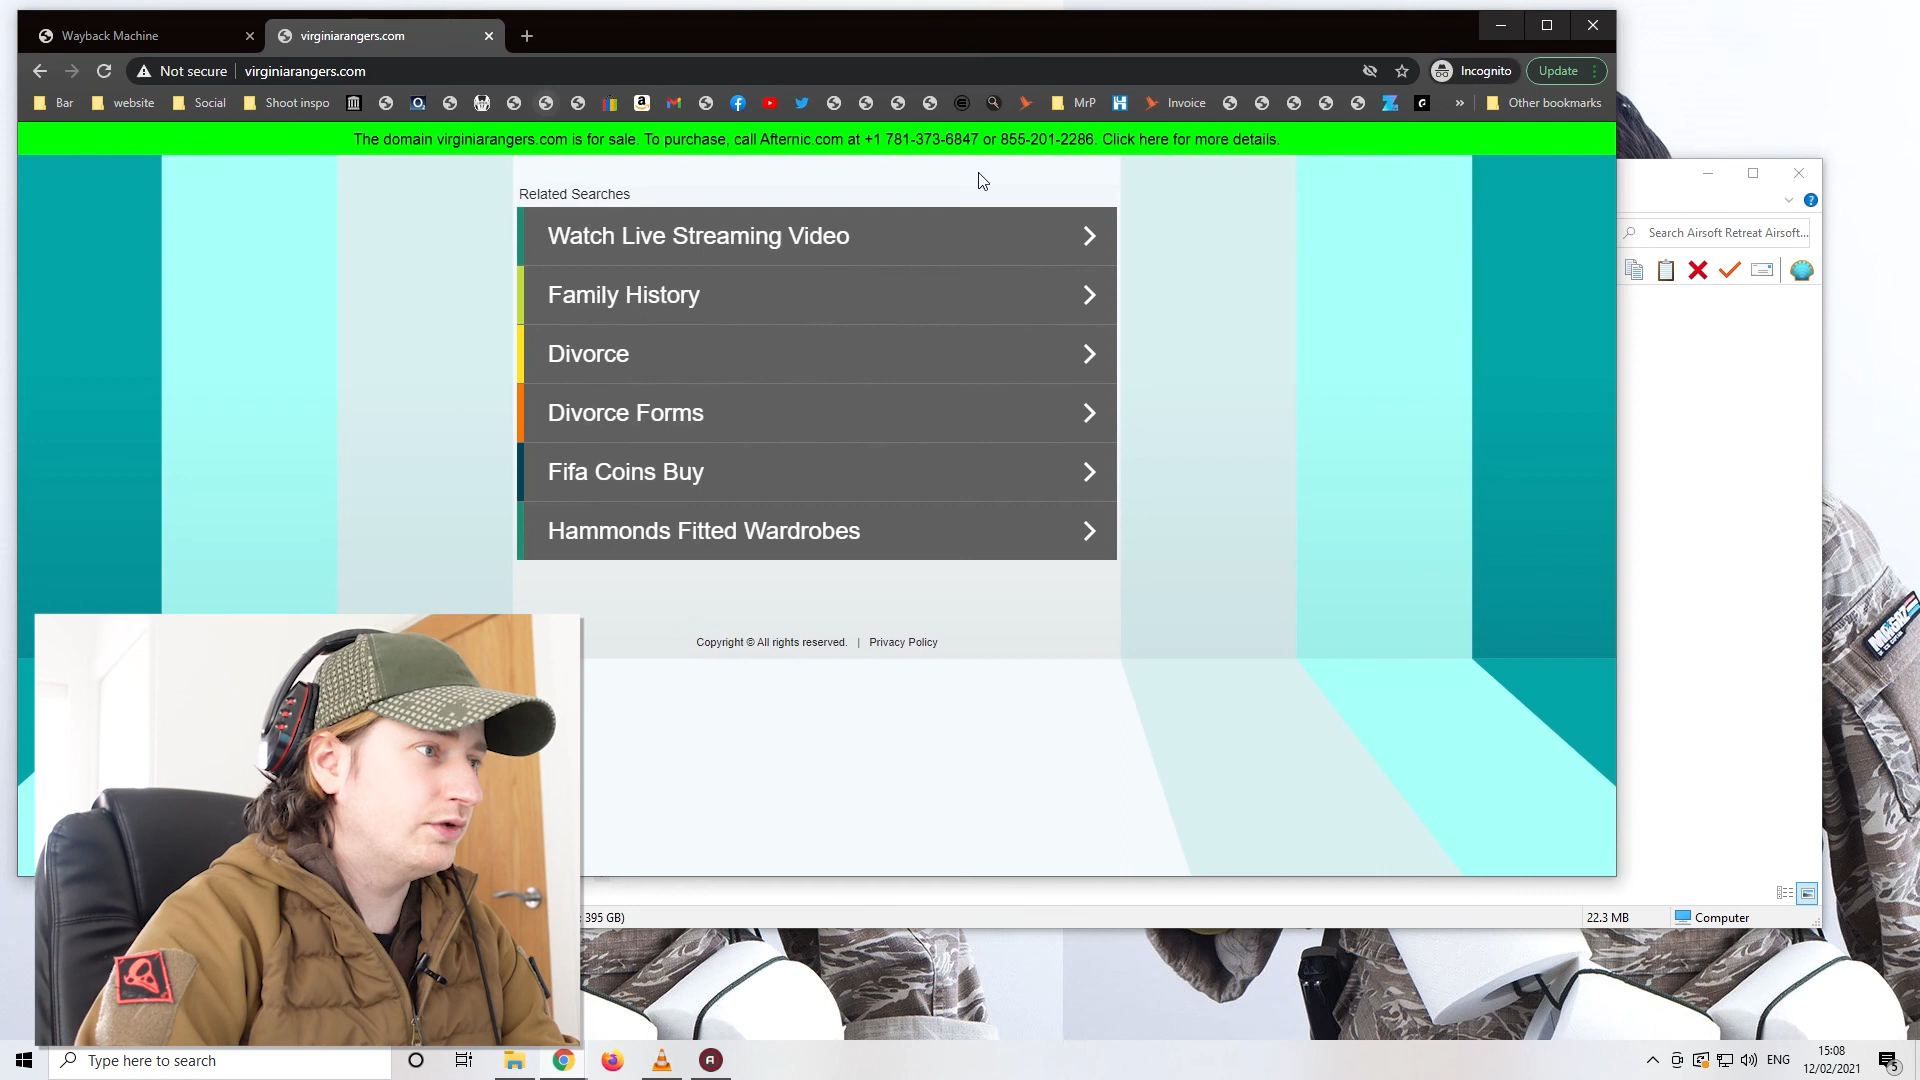 Wayback Machine
virginiarangers.com
Not secure
virginiarangers.com
Incognito
Update
Bar
website
Social
Shoot inspo
MrP
Invoice
»
Other bookmarks
The domain virginiarangers.com is for sale. To purchase, call Afternic.com at +1 781-373-6847 or 855-201-2286. Click here for more details.
Related Searches
Watch Live Streaming Video
Family History
Divorce
Divorce Forms
Fifa Coins Buy
Hammonds Fitted Wardrobes
Copyright © All rights reserved. | Privacy Policy
Search Airsoft Retreat Airsoft...
395 GB)
22.3 MB
Computer
Type here to search
ENG
15:08
12/02/2021
5